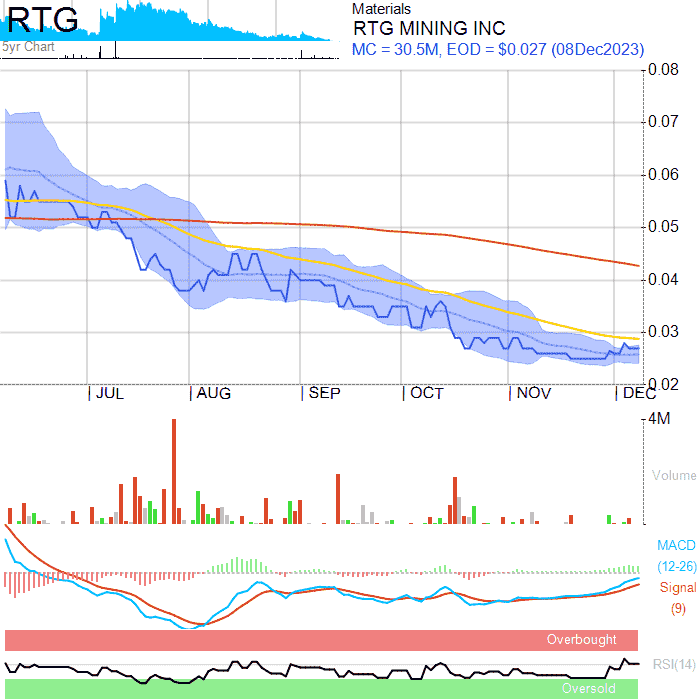 RTG
5yr Chart
Materials
RTG MINING INC
MC = 30.5M, EOD = $0.027 (08Dec2023)
0.08
0.07
0.06
0.05
0.04
0.03
0.02
JUL AUG SEP OCT NOV DEC
4M
Volume
MACD
(12-26)
Signal
(9)
Overbought
RSI(14)
Oversold